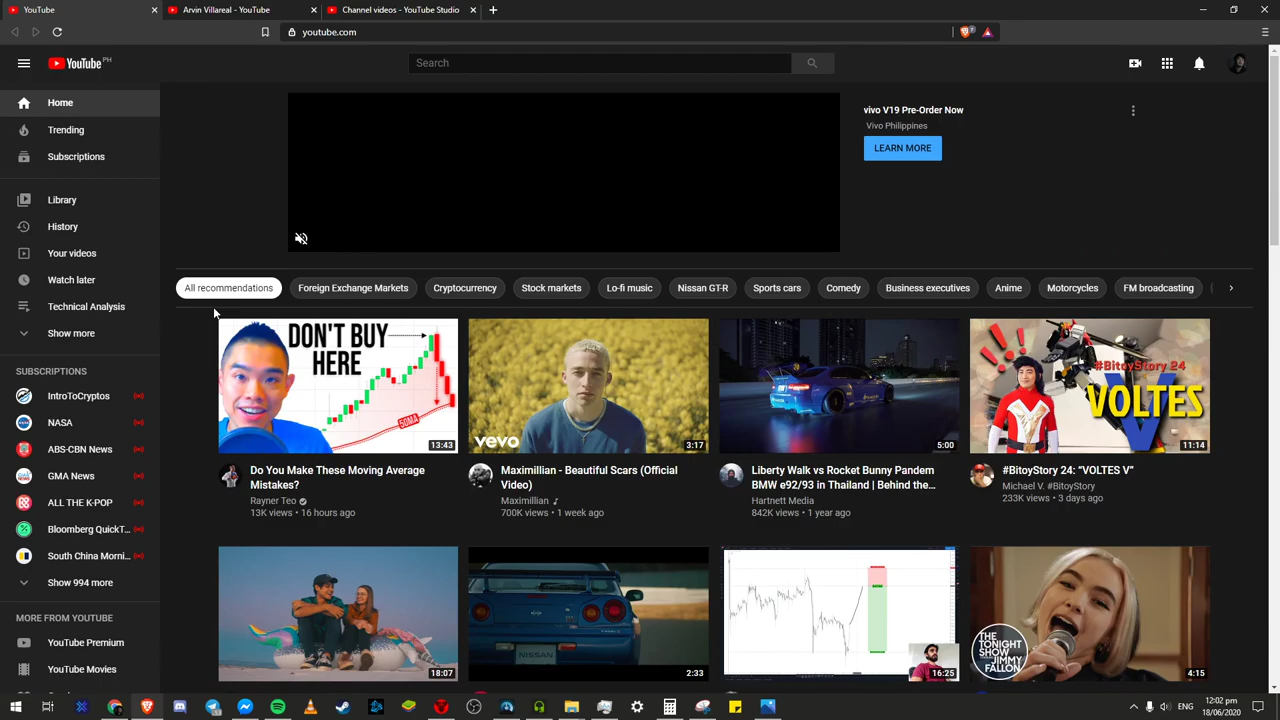 YouTube
Arvin Villareal - YouTube
Channel videos - YouTube Studio
youtube.com
7
YouTube PH
Search
Home
Trending
Subscriptions
Library
History
Your videos
Watch later
Technical Analysis
Show more
SUBSCRIPTIONS
IntroToCryptos
NASA
ABS-CBN News
GMA News
ALL THE K-POP
Bloomberg QuickT...
South China Morni...
Show 994 more
MORE FROM YOUTUBE
YouTube Premium
YouTube Movies
vivo V19 Pre-Order Now
Vivo Philippines
LEARN MORE
All recommendations
Foreign Exchange Markets
Cryptocurrency
Stock markets
Lo-fi music
Nissan GT-R
Sports cars
Comedy
Business executives
Anime
Motorcycles
FM broadcasting
DON'T BUY
HERE
50MA
13:43
Do You Make These Moving Average
Mistakes?
Rayner Teo
13K views • 16 hours ago
vevo
3:17
Maximillian - Beautiful Scars (Official
Video)
Maximillian
700K views • 1 week ago
5:00
Liberty Walk vs Rocket Bunny Pandem
BMW e92/93 in Thailand | Behind the...
Hartnett Media
842K views • 1 year ago
#BitoyStory 24
VOLTES
V
11:14
#BitoyStory 24: “VOLTES V”
Michael V. #BitoyStory
233K views • 3 days ago
18:07
NISSAN
2:33
16:25
THE
TONIGHT
SHOW
JIMMY
FALLON
4:15
ENG
12:02 pm
18/06/2020